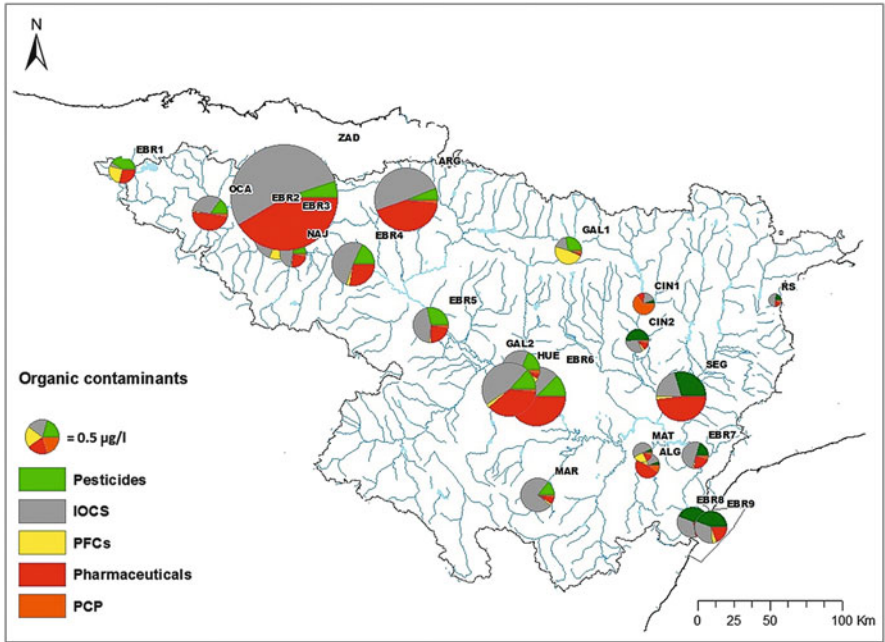 N
ZAD
EBR1
ARG
OCA
EBR2
EBR3
NAJ
EBR4
GAL1
CIN1
RS
EBR5
CIN2
GAL2
HUE
EBR6
SEG
Organic contaminants
= 0.5 µg/l
MAT
EBR7
ALG
Pesticides
MAR
IOCS
EBR8
EBR9
PFCs
Pharmaceuticals
PCP
0 25 50 100 Km